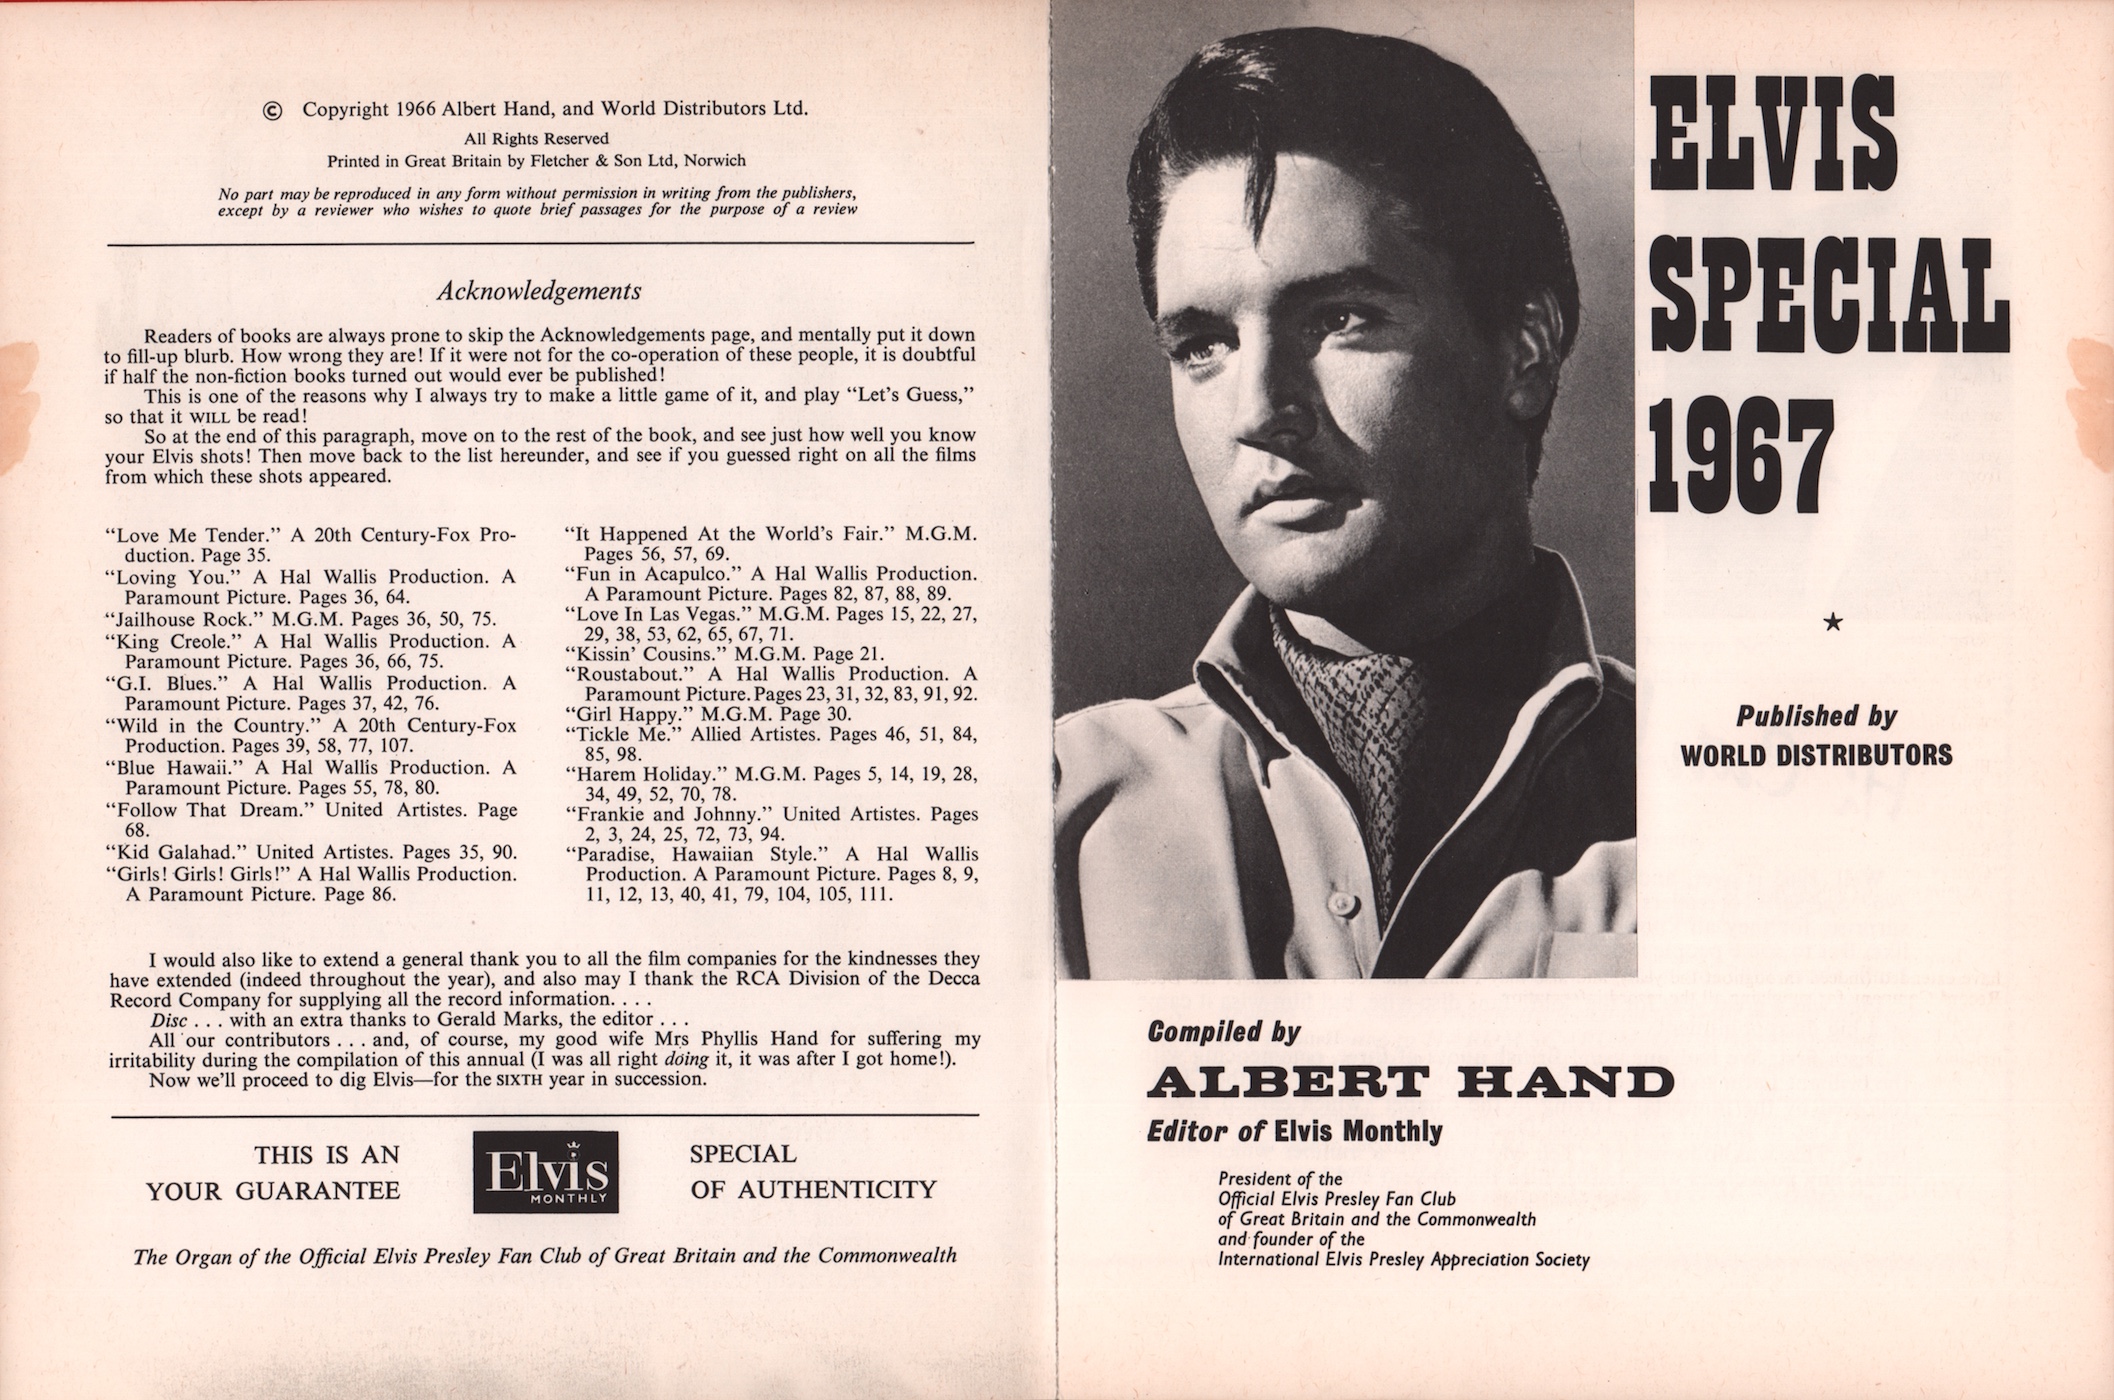 © Copyright 1966 Albert Hand, and World Distributors Ltd.
All Rights Reserved
Printed in Great Britain by Fletcher & Son Ltd, Norwich
No part may be reproduced in any form without permission in writing from the publishers,
except by a reviewer who wishes to quote brief passages for the purpose of a review
Acknowledgements
Readers of books are always prone to skip the Acknowledgements page, and mentally put it down
to fill-up blurb. How wrong they are! If it were not for the co-operation of these people, it is doubtful
if half the non-fiction books turned out would ever be published!
This is one of the reasons why I always try to make a little game of it, and play “Let’s Guess,”
so that it WILL be read!
So at the end of this paragraph, move on to the rest of the book, and see just how well you know
your Elvis shots! Then move back to the list hereunder, and see if you guessed right on all the films
from which these shots appeared.
“Love Me Tender.” A 20th Century-Fox Pro-
duction. Page 35.
“Loving You.” A Hal Wallis Production. A
Paramount Picture. Pages 36, 64.
“Jailhouse Rock.” M.G.M. Pages 36, 50, 75.
“King Creole.” A Hal Wallis Production. A
Paramount Picture. Pages 36, 66, 75.
“G.I. Blues.” A Hal Wallis Production. A
Paramount Picture. Pages 37, 42, 76.
“Wild in the Country.” A 20th Century-Fox
Production. Pages 39, 58, 77, 107.
“Blue Hawaii.” A Hal Wallis Production. A
Paramount Picture. Pages 55, 78, 80.
“Follow That Dream.” United Artistes. Page
68.
“Kid Galahad.” United Artistes. Pages 35, 90.
“Girls! Girls! Girls!” A Hal Wallis Production.
A Paramount Picture. Page 86.
“It Happened At the World’s Fair.” M.G.M.
Pages 56, 57, 69.
“Fun in Acapulco.” A Hal Wallis Production.
A Paramount Picture. Pages 82, 87, 88, 89.
“Love In Las Vegas.” M.G.M. Pages 15, 22, 27,
29, 38, 53, 62, 65, 67, 71.
“Kissin’ Cousins.” M.G.M. Page 21.
“Roustabout.” A Hal Wallis Production. A
Paramount Picture. Pages 23, 31, 32, 83, 91, 92.
“Girl Happy.” M.G.M. Page 30.
“Tickle Me.” Allied Artistes. Pages 46, 51, 84,
85, 98.
“Harem Holiday.” M.G.M. Pages 5, 14, 19, 28,
34, 49, 52, 70, 78.
“Frankie and Johnny.” United Artistes. Pages
2, 3, 24, 25, 72, 73, 94.
“Paradise, Hawaiian Style.” A Hal Wallis
Production. A Paramount Picture. Pages 8, 9,
11, 12, 13, 40, 41, 79, 104, 105, 111.
I would also like to extend a general thank you to all the film companies for the kindnesses they
have extended (indeed throughout the year), and also may I thank the RCA Division of the Decca
Record Company for supplying all the record information. . . .
Disc . . . with an extra thanks to Gerald Marks, the editor . . .
All our contributors . . . and, of course, my good wife Mrs Phyllis Hand for suffering my
irritability during the compilation of this annual (I was all right doing it, it was after I got home!).
Now we’ll proceed to dig Elvis—for the SIXTH year in succession.
THIS IS AN
YOUR GUARANTEE
Elvis
MONTHLY
SPECIAL
OF AUTHENTICITY
The Organ of the Official Elvis Presley Fan Club of Great Britain and the Commonwealth
ELVIS
SPECIAL
1967
★
Published by
WORLD DISTRIBUTORS
Compiled by
ALBERT HAND
Editor of Elvis Monthly
President of the
Official Elvis Presley Fan Club
of Great Britain and the Commonwealth
and founder of the
International Elvis Presley Appreciation Society